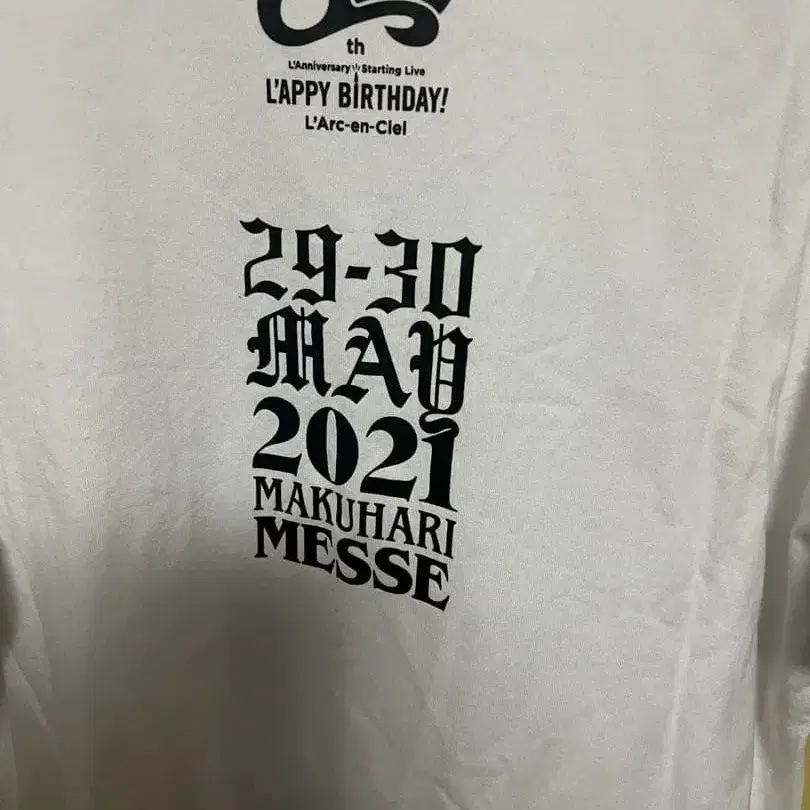 th
L'Anniversary Starting Live
L'APPY BIRTHDAY!
L'Arc-en-Ciel
29-30
MAY
2021
MAKUHARI
MESSE